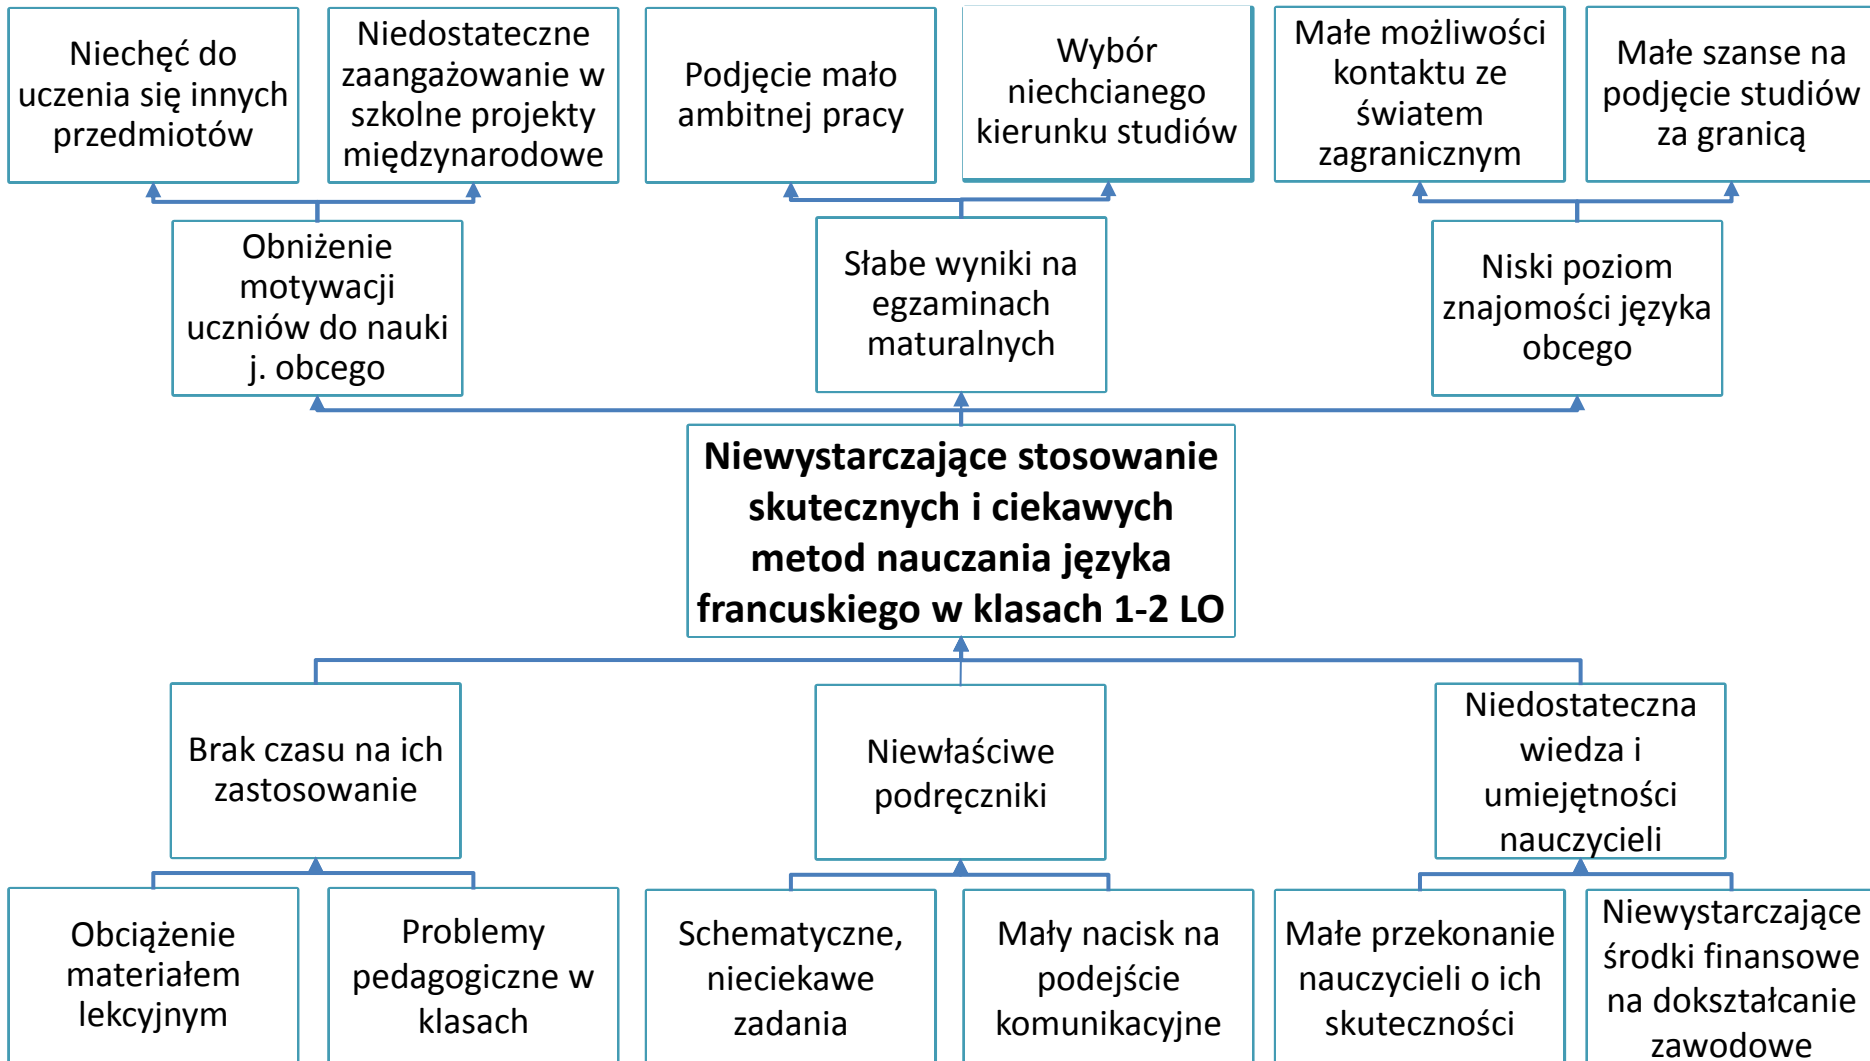 Niechęć do
uczenia się innych
przedmiotów
Niedostateczne
zaangażowanie w
szkolne projekty
międzynarodowe
Podjęcie mało
ambitnej pracy
Wybór
niechcianego
kierunku studiów
Małe możliwości
kontaktu ze
światem
zagranicznym
Małe szanse na
podjęcie studiów
za granicą
Obniżenie
motywacji
uczniów do nauki
j. obcego
Słabe wyniki na
egzaminach
maturalnych
Niski poziom
znajomości języka
obcego
Niewystarczające stosowanie
skutecznych i ciekawych
metod nauczania języka
francuskiego w klasach 1-2 LO
Brak czasu na ich
zastosowanie
Niewłaściwe
podręczniki
Niedostateczna
wiedza i
umiejętności
nauczycieli
Obciążenie
materiałem
lekcyjnym
Problemy
pedagogiczne w
klasach
Schematyczne,
nieciekawe
zadania
Mały nacisk na
podejście
komunikacyjne
Małe przekonanie
nauczycieli o ich
skuteczności
Niewystarczające
środki finansowe
na dokształcanie
zawodowe